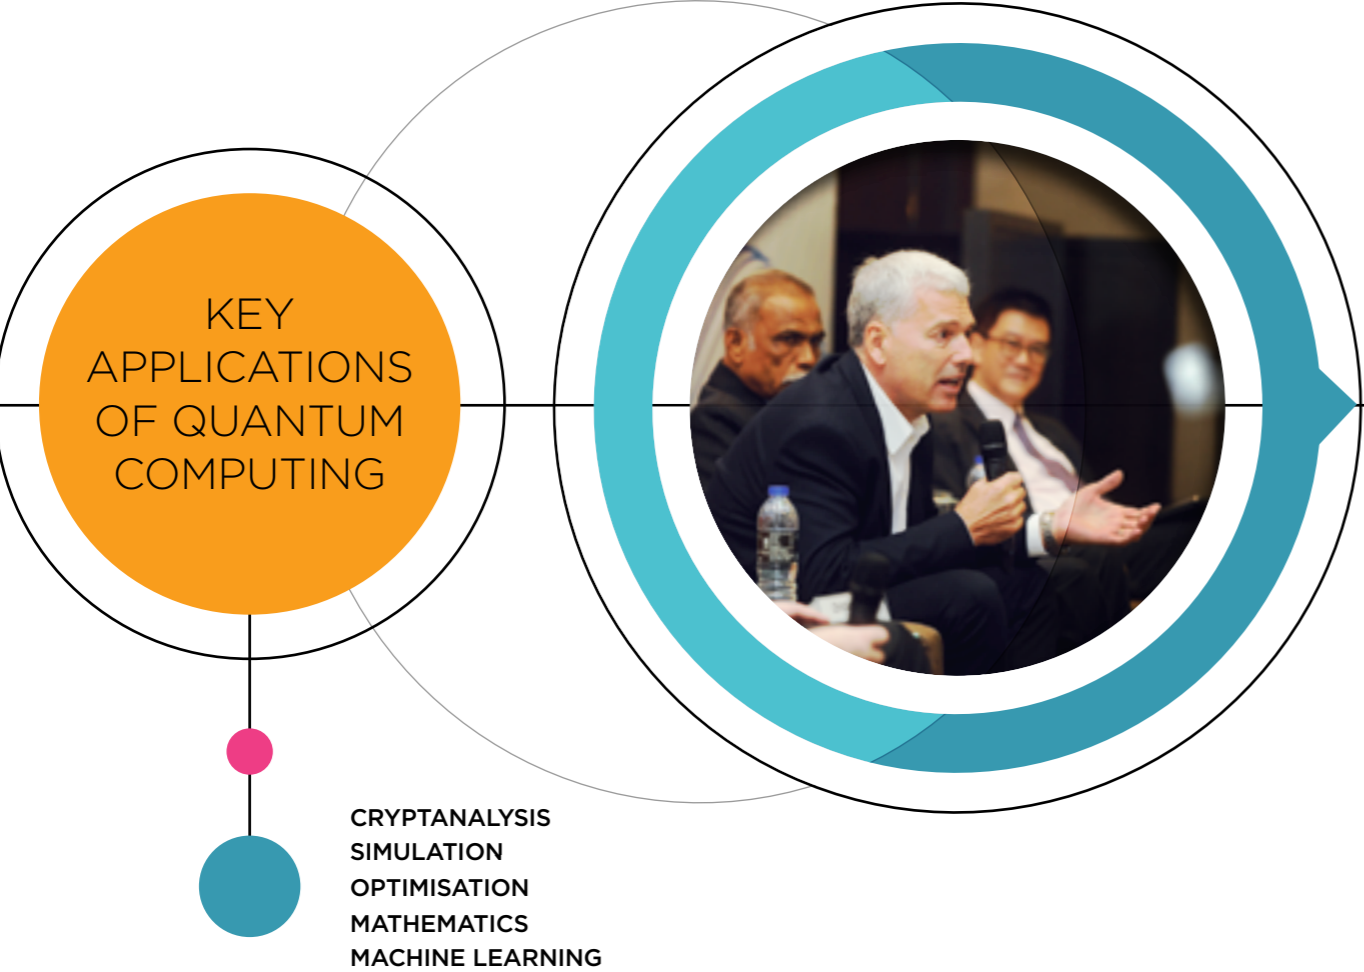 KEY
APPLICATIONS
OF QUANTUM
COMPUTING
CRYPTANALYSIS
SIMULATION
OPTIMISATION
MATHEMATICS
MACHINE LEARNING